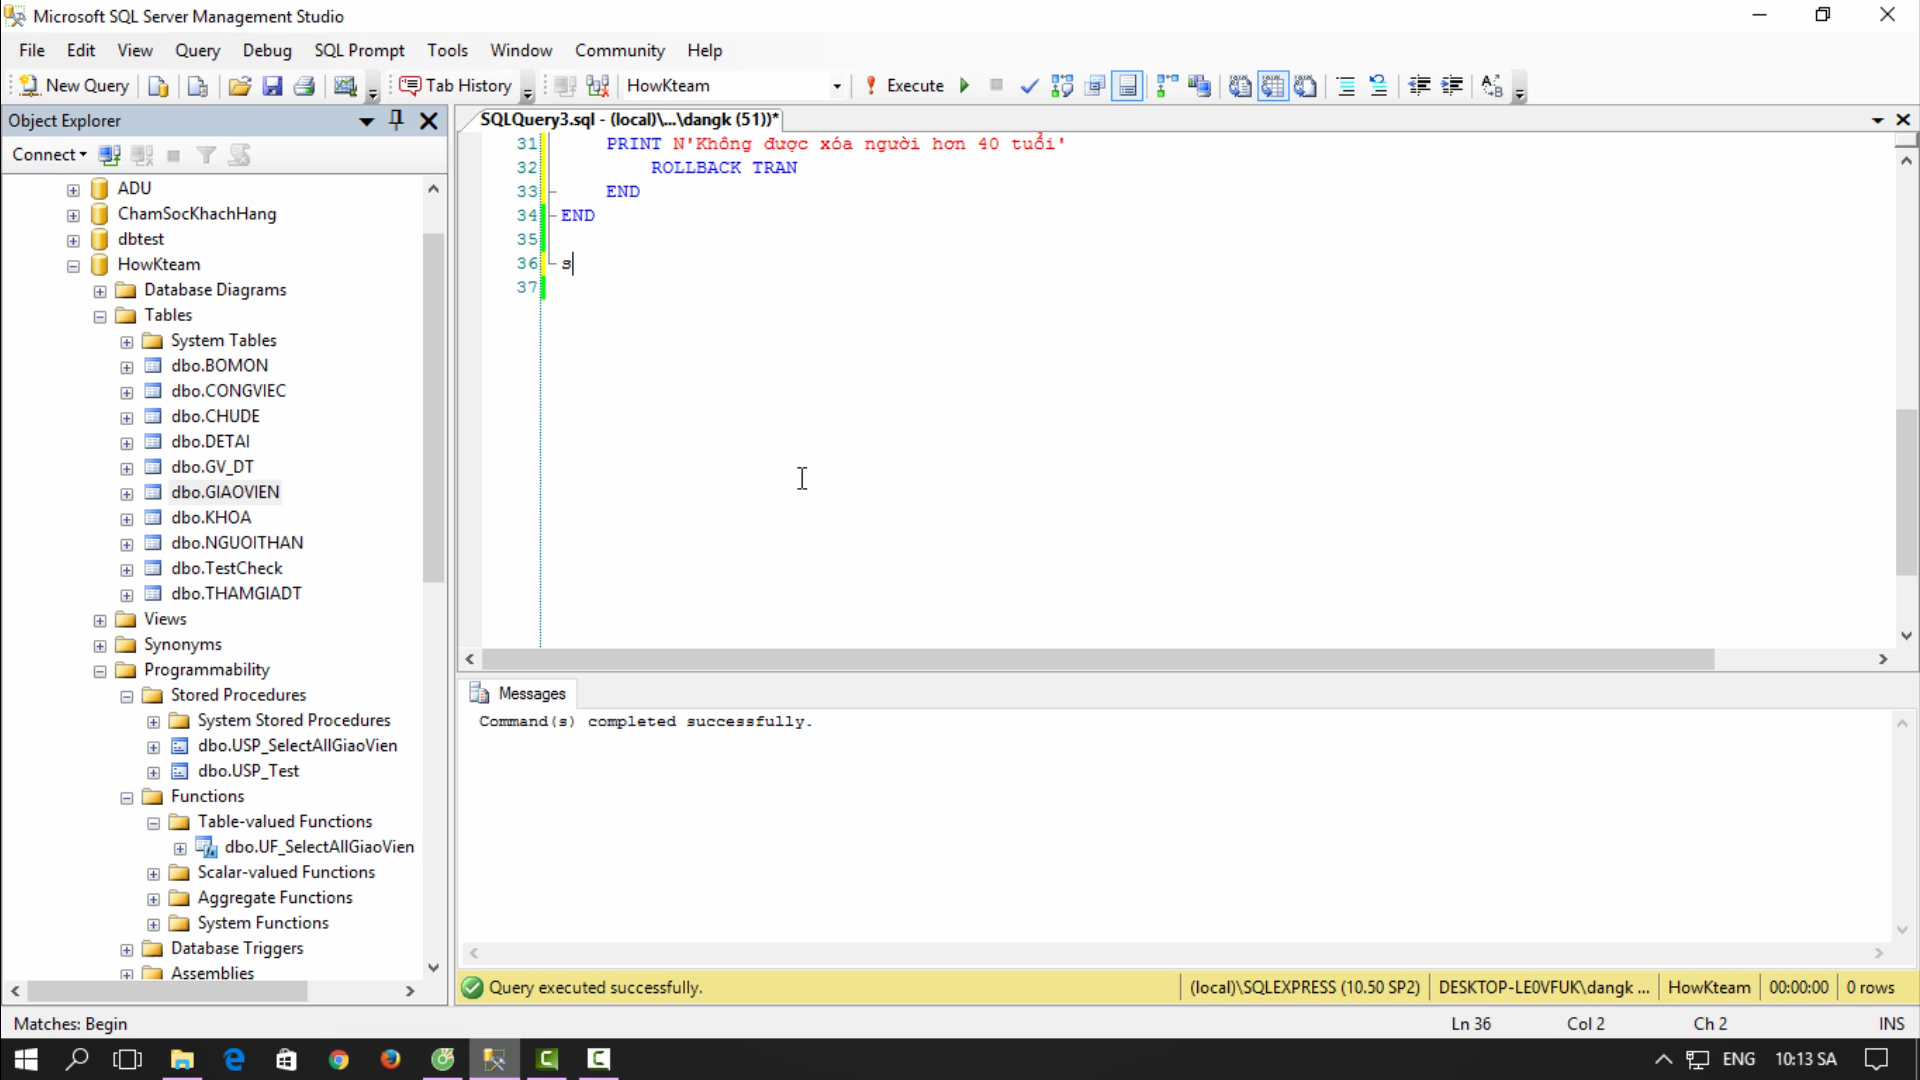 Microsoft SQL Server Management Studio
File Edit View Query Debug SQL Prompt Tools Window Community Help
New Query Tab History HowKteam Execute
Object Explorer
SQLQuery3.sql - (local)\...\dangk (51))*
Connect
ADU
ChamSocKhachHang
dbtest
HowKteam
Database Diagrams
Tables
System Tables
dbo.BOMON
dbo.CONGVIEC
dbo.CHUDE
dbo.DETAI
dbo.GV_DT
dbo.GIAOVIEN
dbo.KHOA
dbo.NGUOITHAN
dbo.TestCheck
dbo.THAMGIADT
Views
Synonyms
Programmability
Stored Procedures
System Stored Procedures
dbo.USP_SelectAllGiaoVien
dbo.USP_Test
Functions
Table-valued Functions
dbo.UF_SelectAllGiaoVien
Scalar-valued Functions
Aggregate Functions
System Functions
Database Triggers
Assemblies
31 PRINT N'Không được xóa người hơn 40 tuổi'
32 ROLLBACK TRAN
33 END
34 END
35
36 s
37
Messages
Command(s) completed successfully.
Query executed successfully. (local)\SQLEXPRESS (10.50 SP2) DESKTOP-LE0VFUK\dangk ... HowKteam 00:00:00 0 rows
Matches: Begin Ln 36 Col 2 Ch 2 INS
ENG 10:13 SA